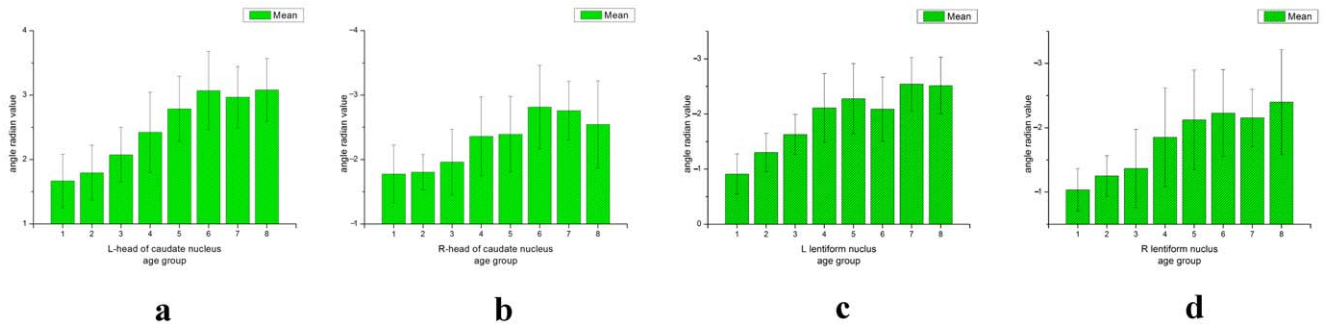 Mean
4
3
2
1
angle radian value
1 2 3 4 5 6 7 8
L-head of caudate nucleus
age group
a
Mean
−4
−3
−2
−1
angle radian value
1 2 3 4 5 6 7 8
R-head of caudate nucleus
age group
b
Mean
−3
−2
−1
0
angle radian value
1 2 3 4 5 6 7 8
L lentiform nuclus
age group
c
Mean
−3
−2
−1
angle radian value
1 2 3 4 5 6 7 8
R lentiform nuclus
age group
d